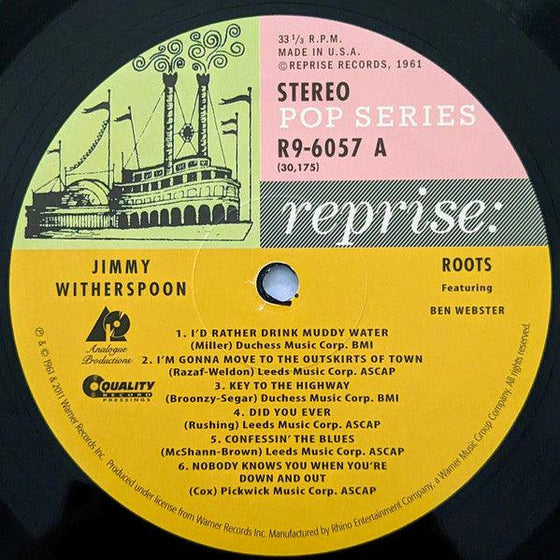 33 1/3 R.P.M.
MADE IN U.S.A.
©REPRISE RECORDS, 1961
STEREO
POP SERIES
R9-6057 A
(30,175)
reprise:
JIMMY
WITHERSPOON
ROOTS
Featuring
BEN WEBSTER
AP
Analogue
Productions
QUALITY
RECORD
PRESSINGS
1. I'D RATHER DRINK MUDDY WATER
(Miller) Duchess Music Corp. BMI
2. I'M GONNA MOVE TO THE OUTSKIRTS OF TOWN
(Razaf-Weldon) Leeds Music Corp. ASCAP
3. KEY TO THE HIGHWAY
(Broonzy-Segar) Duchess Music Corp. BMI
4. DID YOU EVER
(Rushing) Leeds Music Corp. ASCAP
5. CONFESSIN' THE BLUES
(McShann-Brown) Leeds Music Corp. ASCAP
6. NOBODY KNOWS YOU WHEN YOU'RE
DOWN AND OUT
(Cox) Pickwick Music Corp. ASCAP
℗ & © 1961 & 2011 Warner Records Inc. Produced under license from Warner Records Inc. Manufactured by Rhino Entertainment Company, a Warner Music Group Company. All rights reserved.